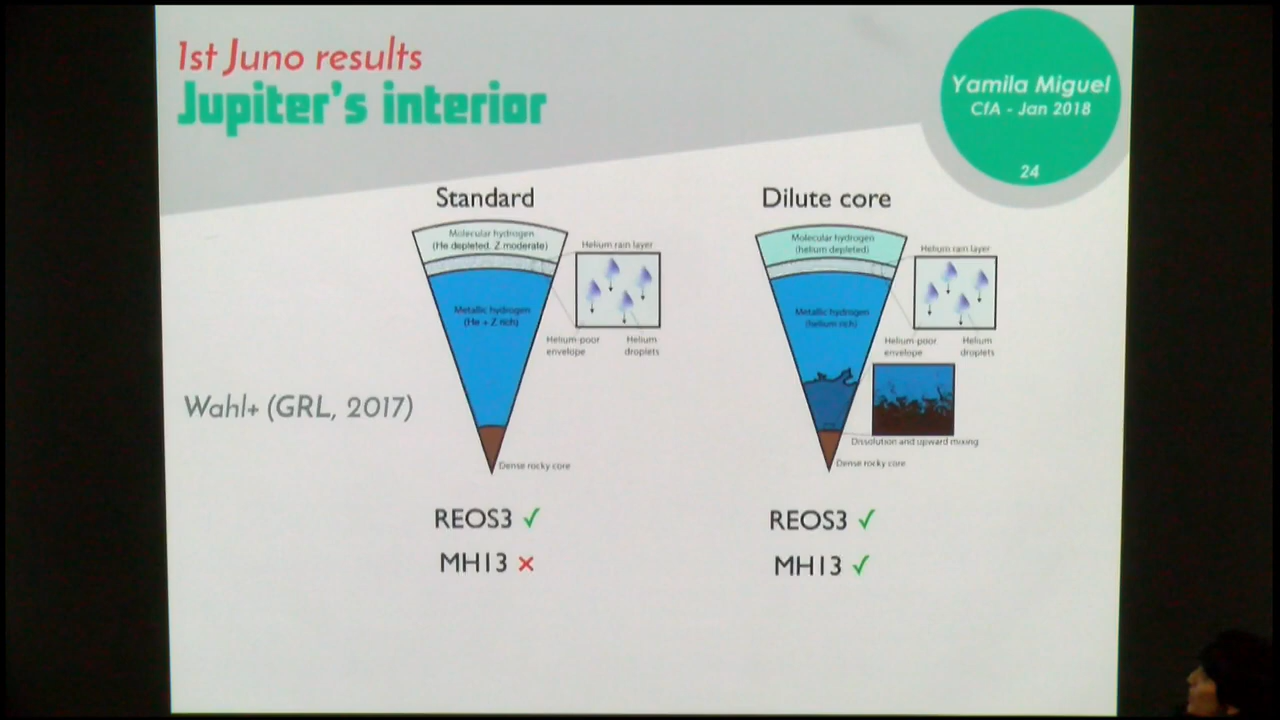 1st Juno results
Jupiter's interior
Yamila Miguel
CfA - Jan 2018
24
Standard
Molecular hydrogen
(He depleted, Z moderate)
Helium rain layer
Metallic hydrogen
(He + Z rich)
Helium-poor
envelope
Helium
droplets
Dense rocky core
REOS3 ✓
MH13 ×
Dilute core
Molecular hydrogen
(helium depleted)
Helium rain layer
Metallic hydrogen
(helium rich)
Helium-poor
envelope
Helium
droplets
Dissolution and upward mixing
Dense rocky core
REOS3 ✓
MH13 ✓
Wahl+ (GRL, 2017)